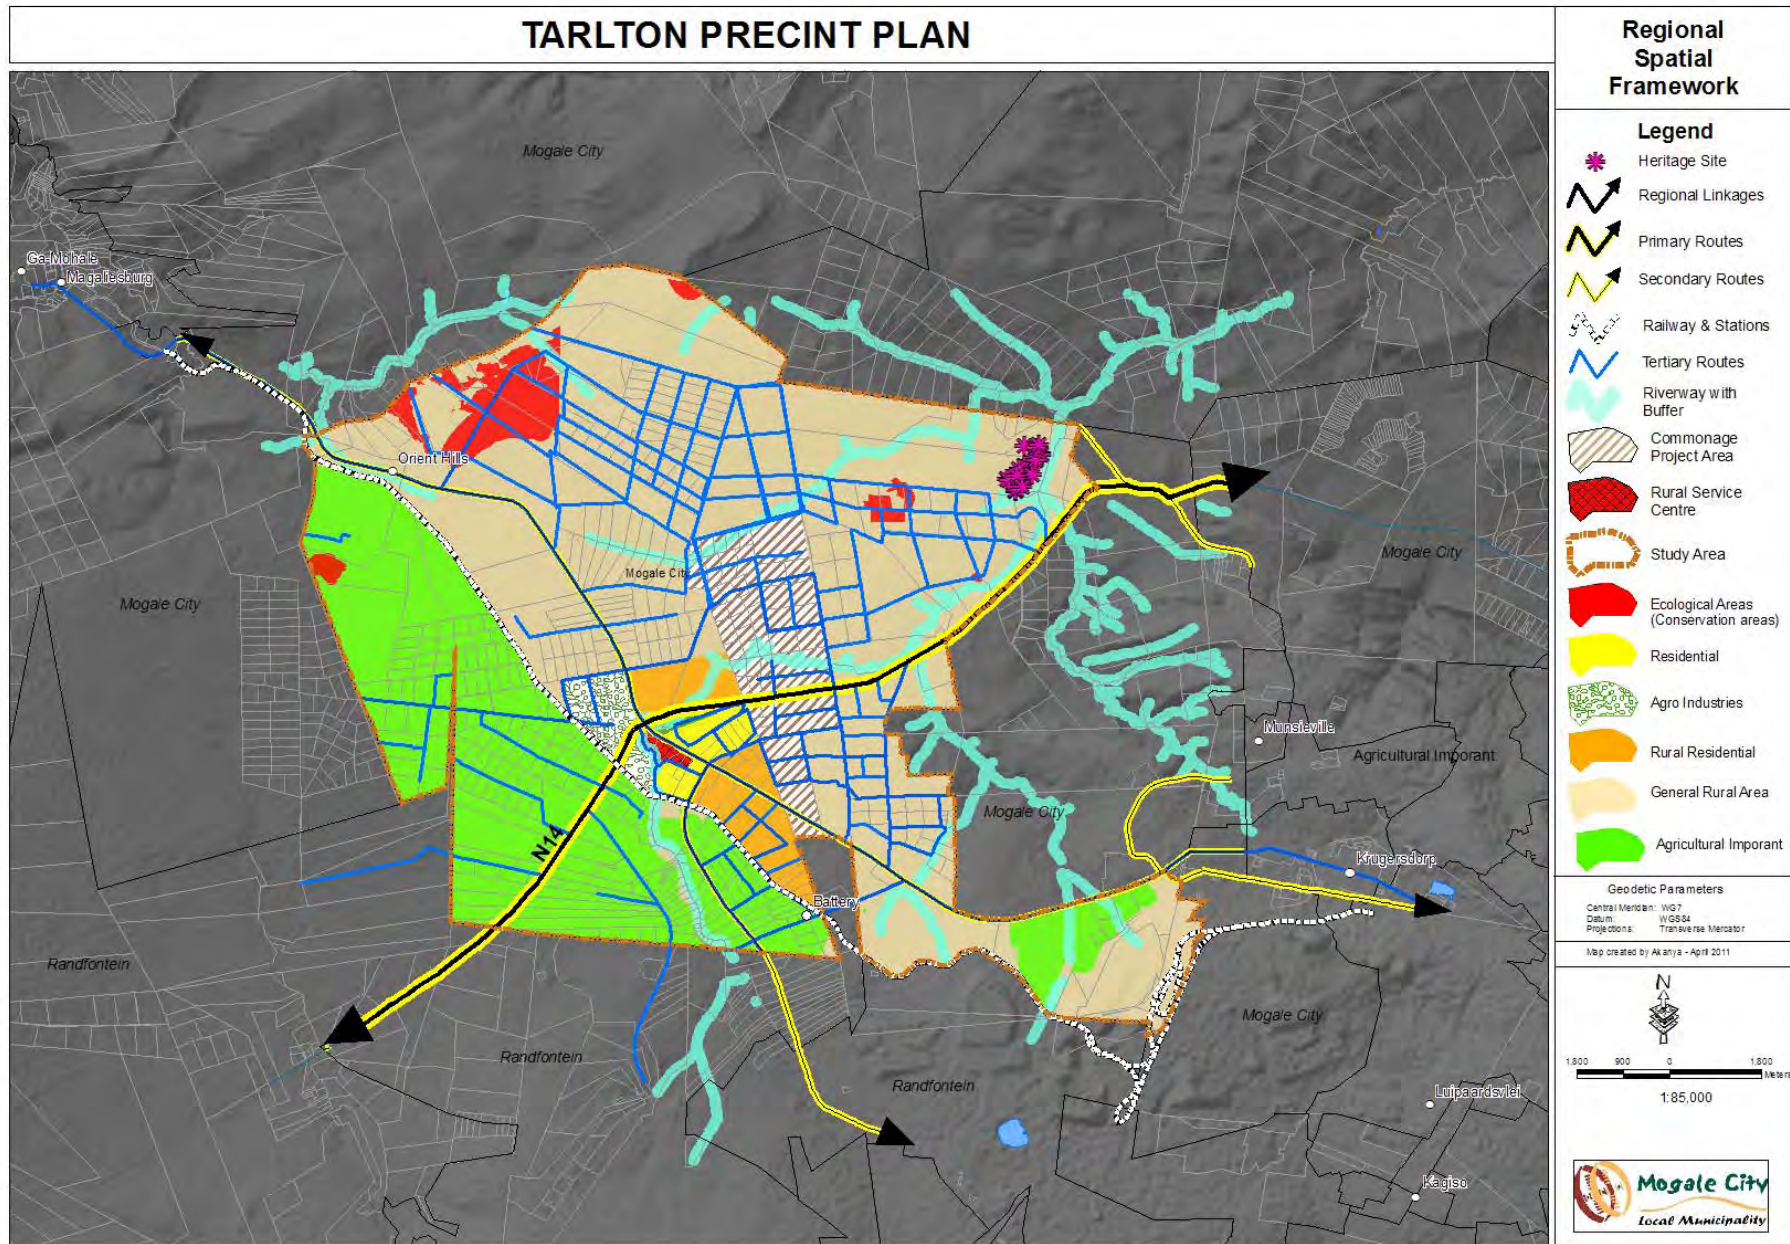 TARLTON PRECINT PLAN
Regional
Spatial
Framework
Legend
Heritage Site
Regional Linkages
Primary Routes
Secondary Routes
Railway & Stations
Tertiary Routes
Riverway with
Buffer
Commonage
Project Area
Rural Service
Centre
Study Area
Ecological Areas
(Conservation areas)
Residential
Agro Industries
Rural Residential
General Rural Area
Agricultural Imporant
Geodetic Parameters
Central Meridian: WG7
Datum: WGS84
Projections: Transverse Mercator
Map created by Akanya - April 2011
N
1,800 900 0 1,800
Meters
1:85,000
Mogale City
Local Municipality
Mogale City
Ga-Mohale
Magaliesburg
Orient Hills
Mogale City
Mogale City
Mogale City
Munsieville
Agricultural Imporant
Mogale City
N14
Krugersdorp
Battery
Randfontein
Mogale City
Randfontein
Randfontein
Luipaardsvlei
Kagiso